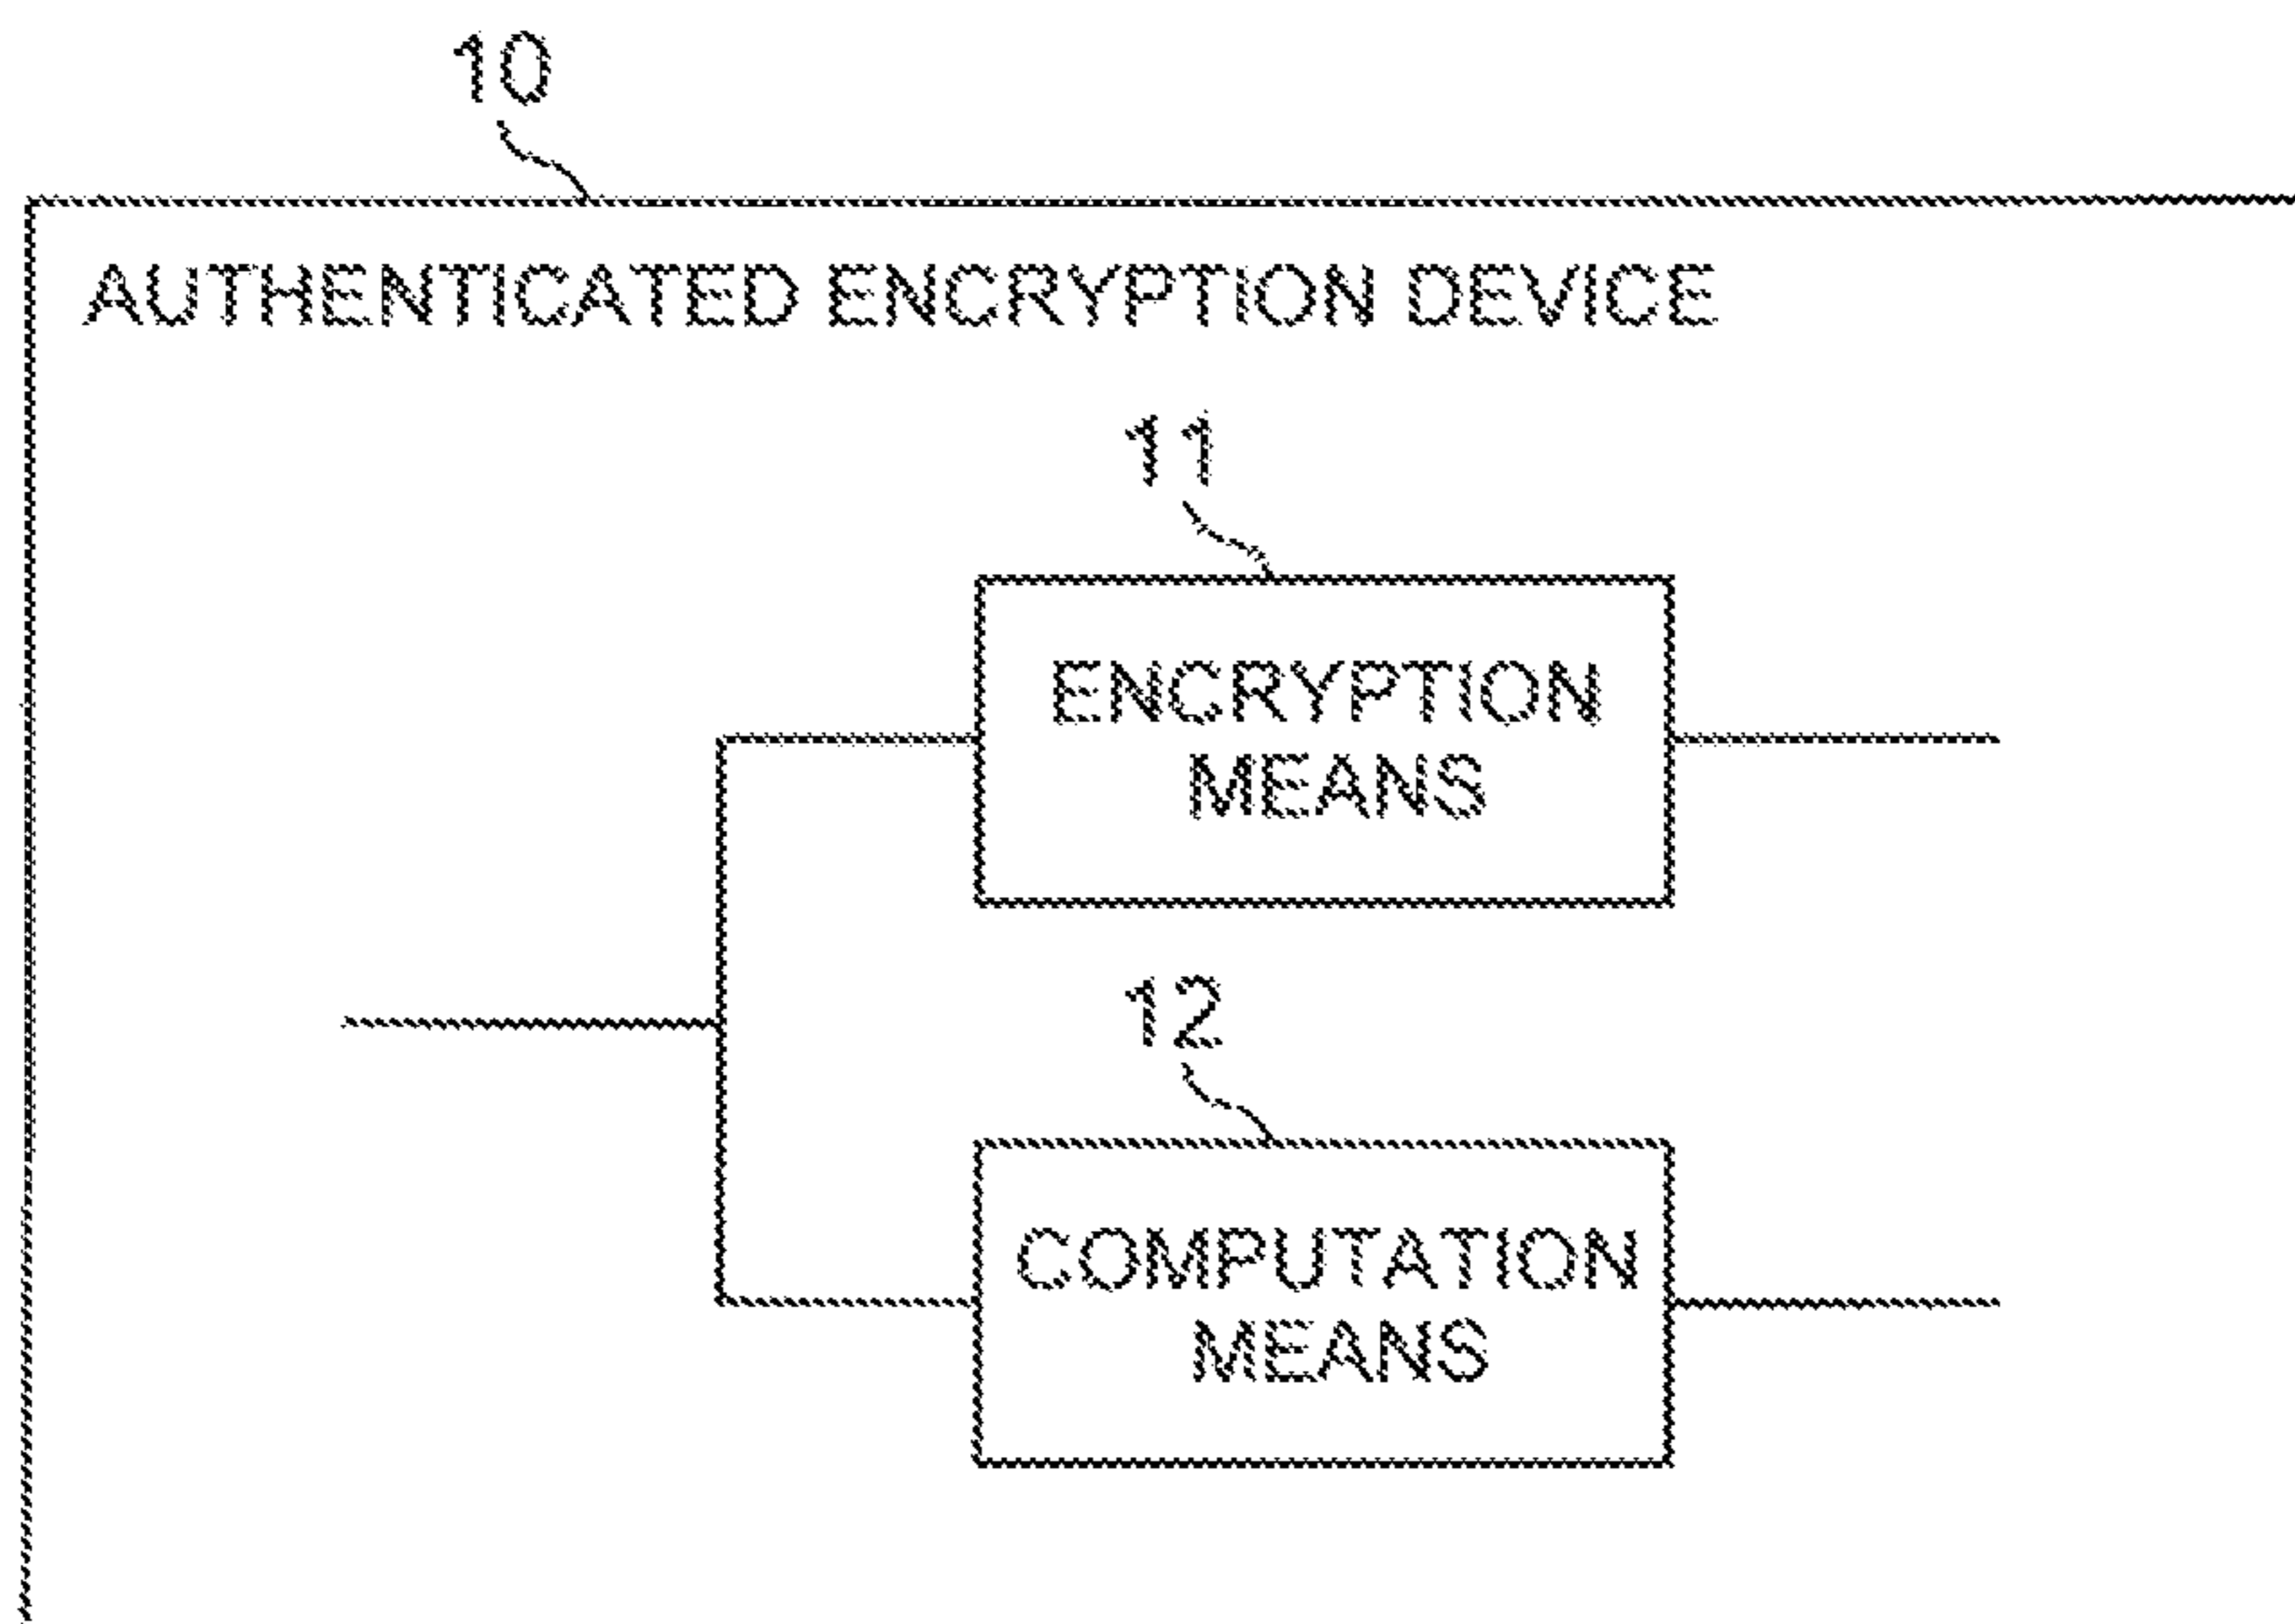 10
AUTHENTICATED ENCRYPTION DEVICE
11
ENCRYPTION
MEANS
12
COMPUTATION
MEANS